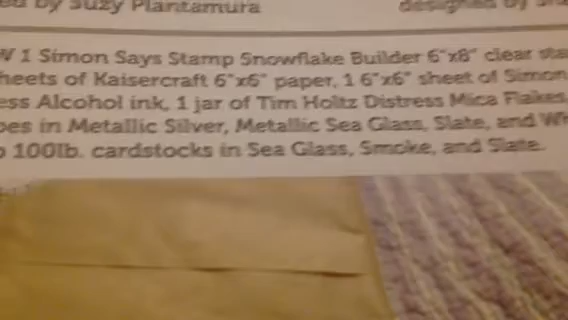 by Suzy Plantamura designed by
1 Simon Says Stamp Snowflake Builder 6"x8" clear
heets of Kaisercraft 6"x6" paper, 1 6"x6" sheet of Simon
ess Alcohol ink, 1 jar of Tim Holtz Distress Mica Flakes
es in Metallic Silver, Metallic Sea Glass, Slate, and Wh
100lb. cardstocks in Sea Glass, Smoke, and Slate.